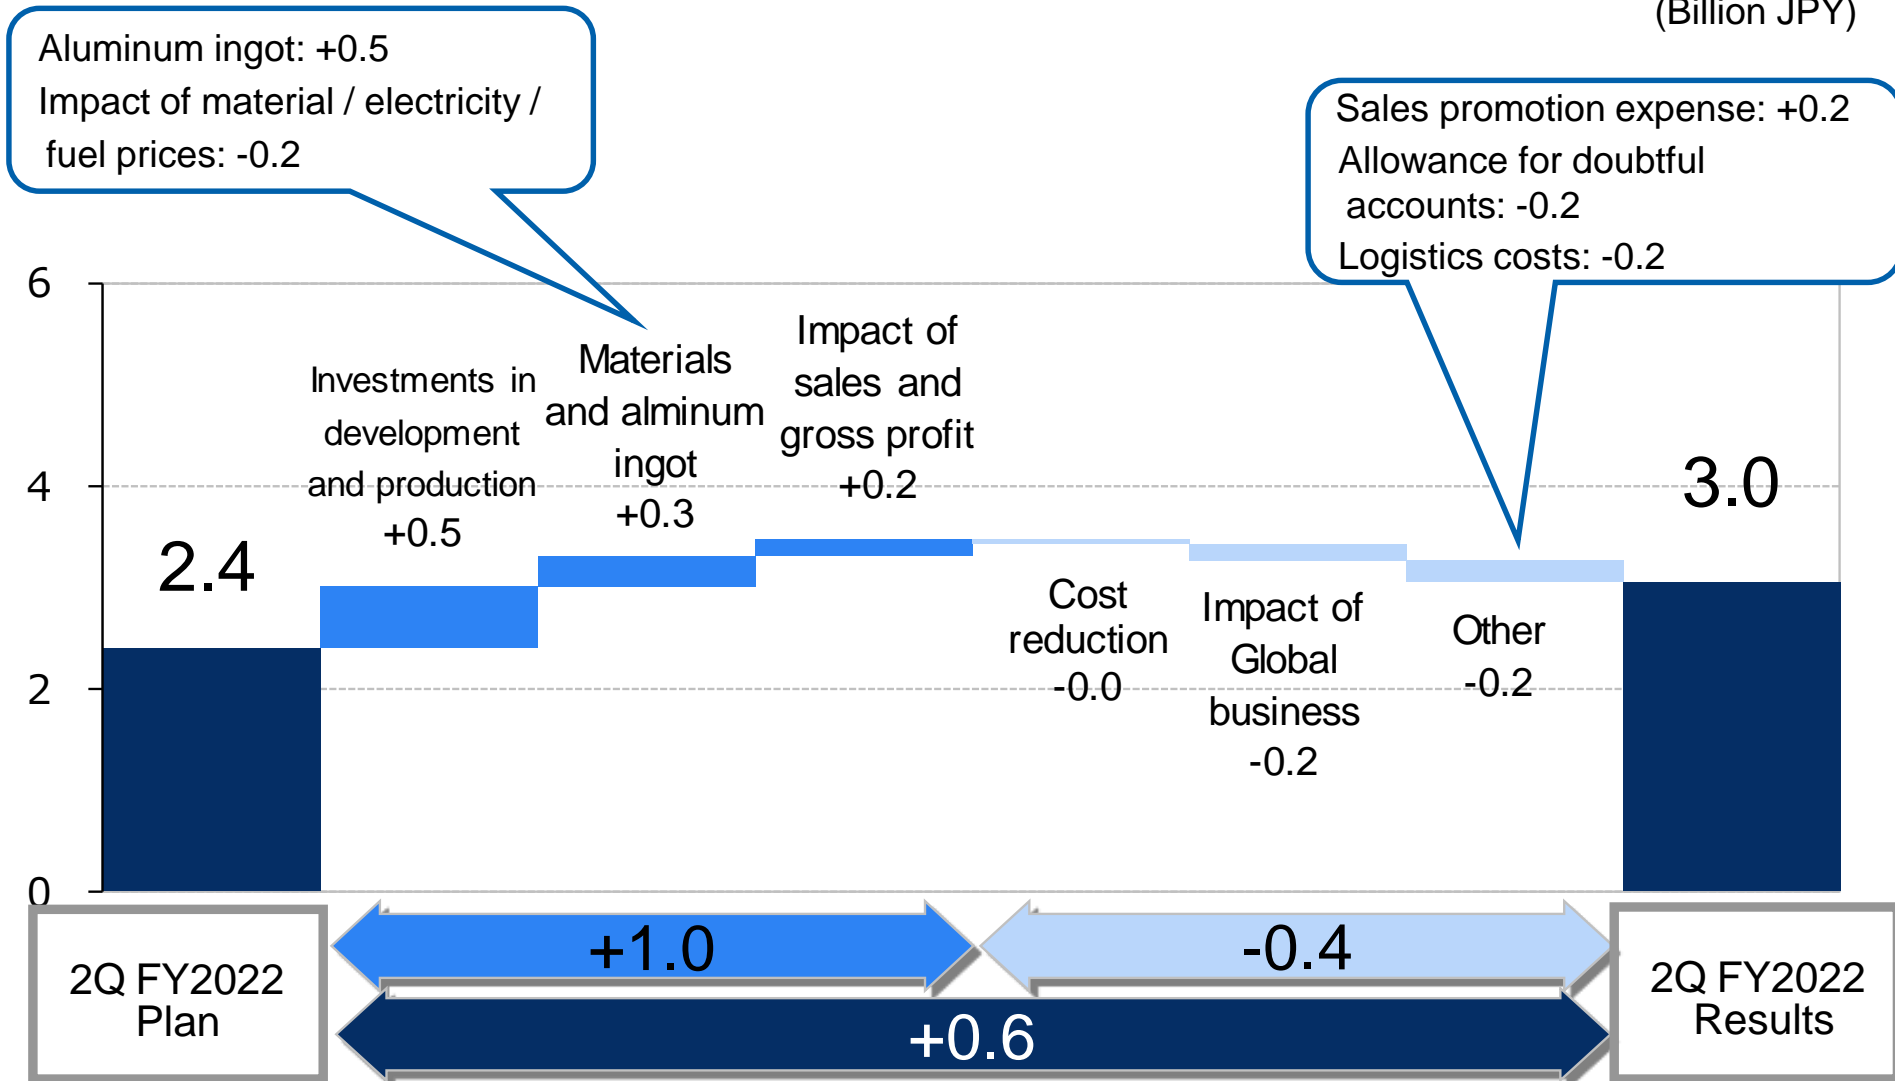 (Billion JPY)
Aluminum ingot: +0.5
Impact of material / electricity /
fuel prices: -0.2
Sales promotion expense: +0.2
Allowance for doubtful
accounts: -0.2
Logistics costs: -0.2
6
4
2
0
2.4
Investments in
development
and production
+0.5
Materials
and alminum
ingot
+0.3
Impact of
sales and
gross profit
+0.2
Cost
reduction
-0.0
Impact of
Global
business
-0.2
Other
-0.2
3.0
2Q FY2022
Plan
+1.0
-0.4
+0.6
2Q FY2022
Results